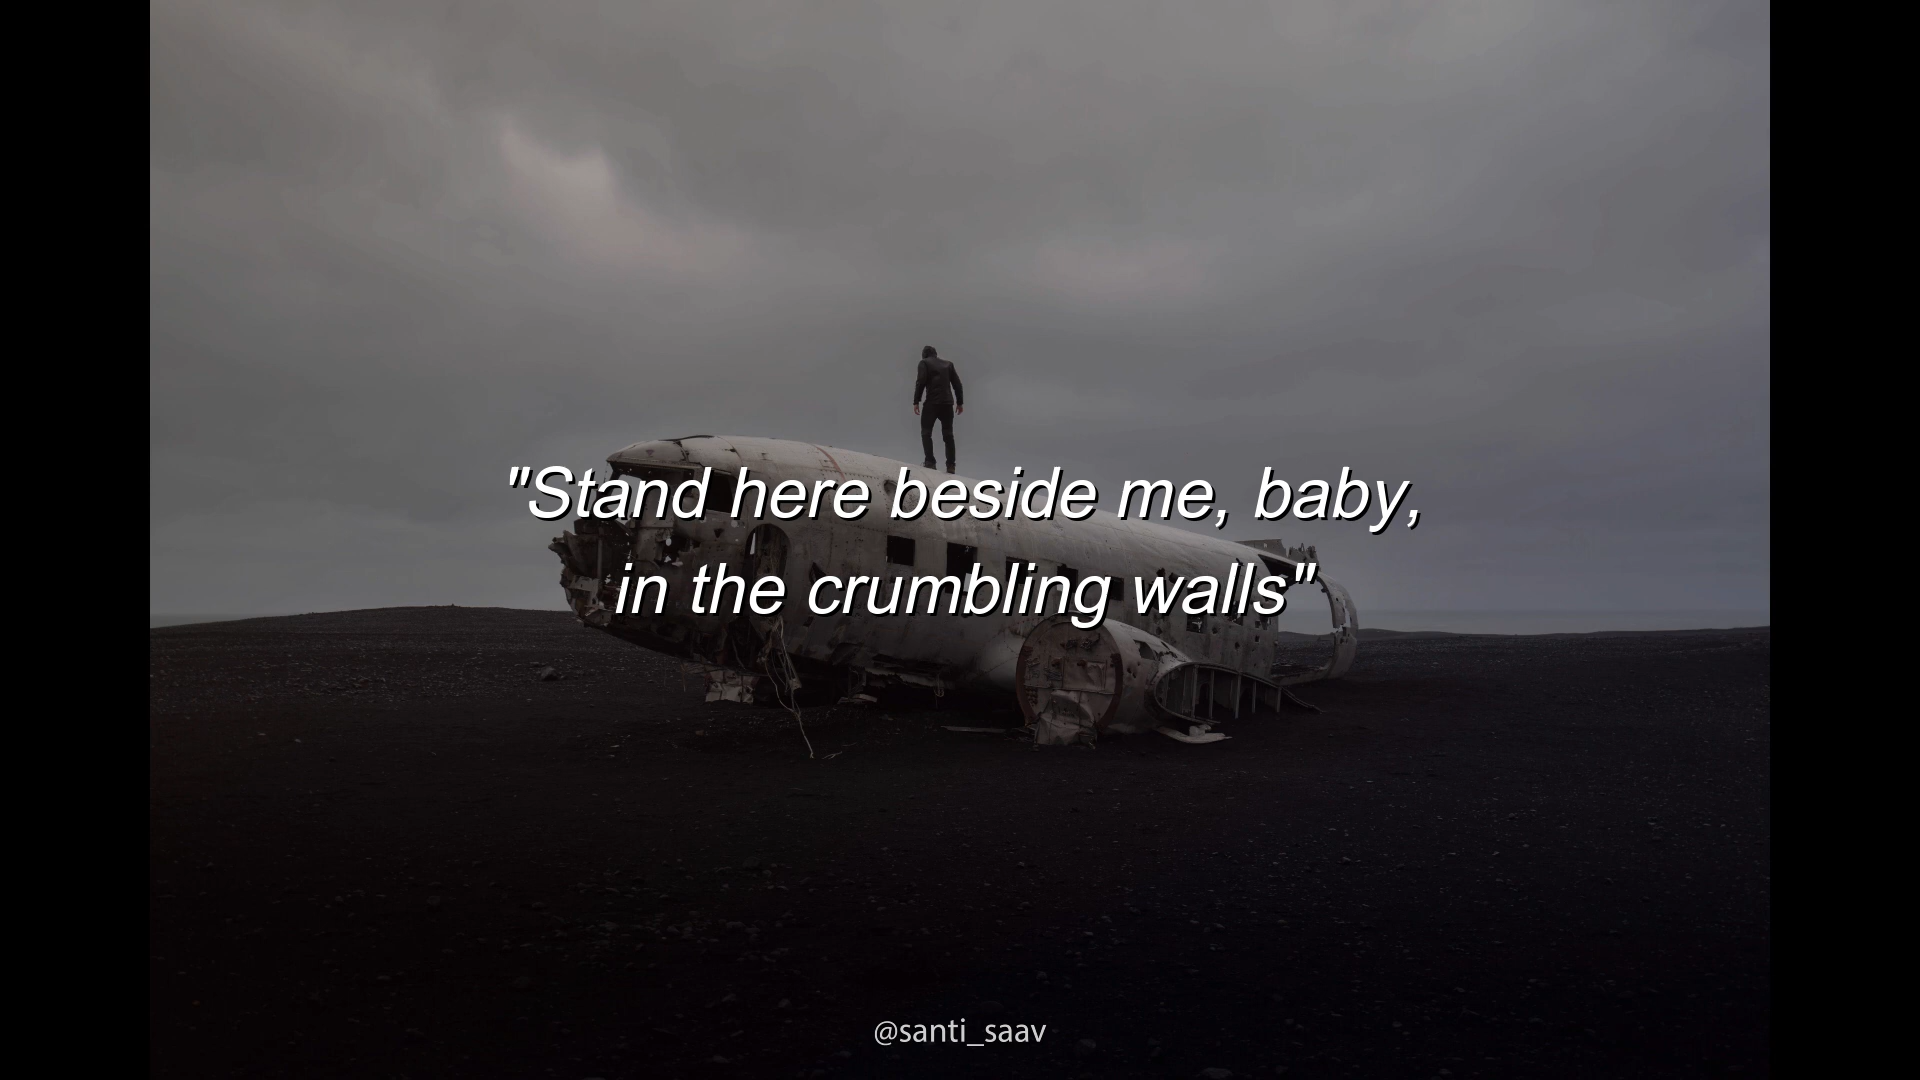 "Stand here beside me, baby,
in the crumbling walls"
@santi_saav